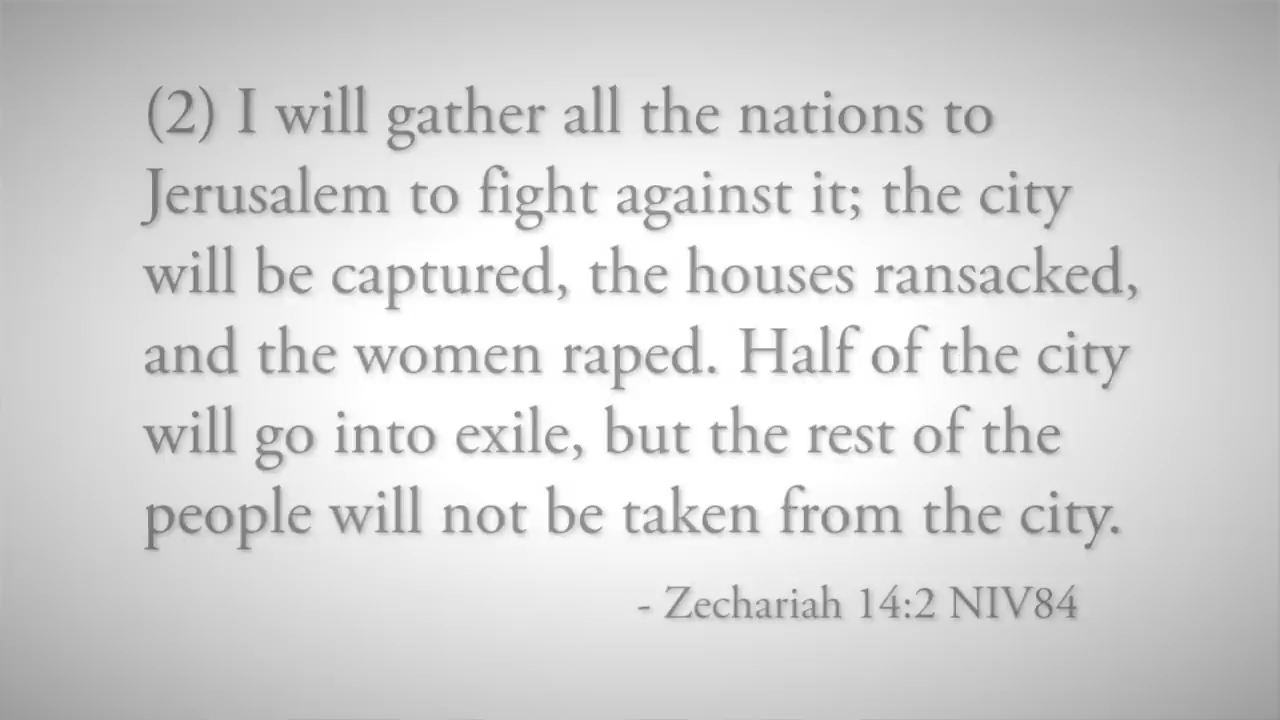 (2) I will gather all the nations to
Jerusalem to fight against it; the city
will be captured, the houses ransacked,
and the women raped. Half of the city
will go into exile, but the rest of the
people will not be taken from the city.
- Zechariah 14:2 NIV84